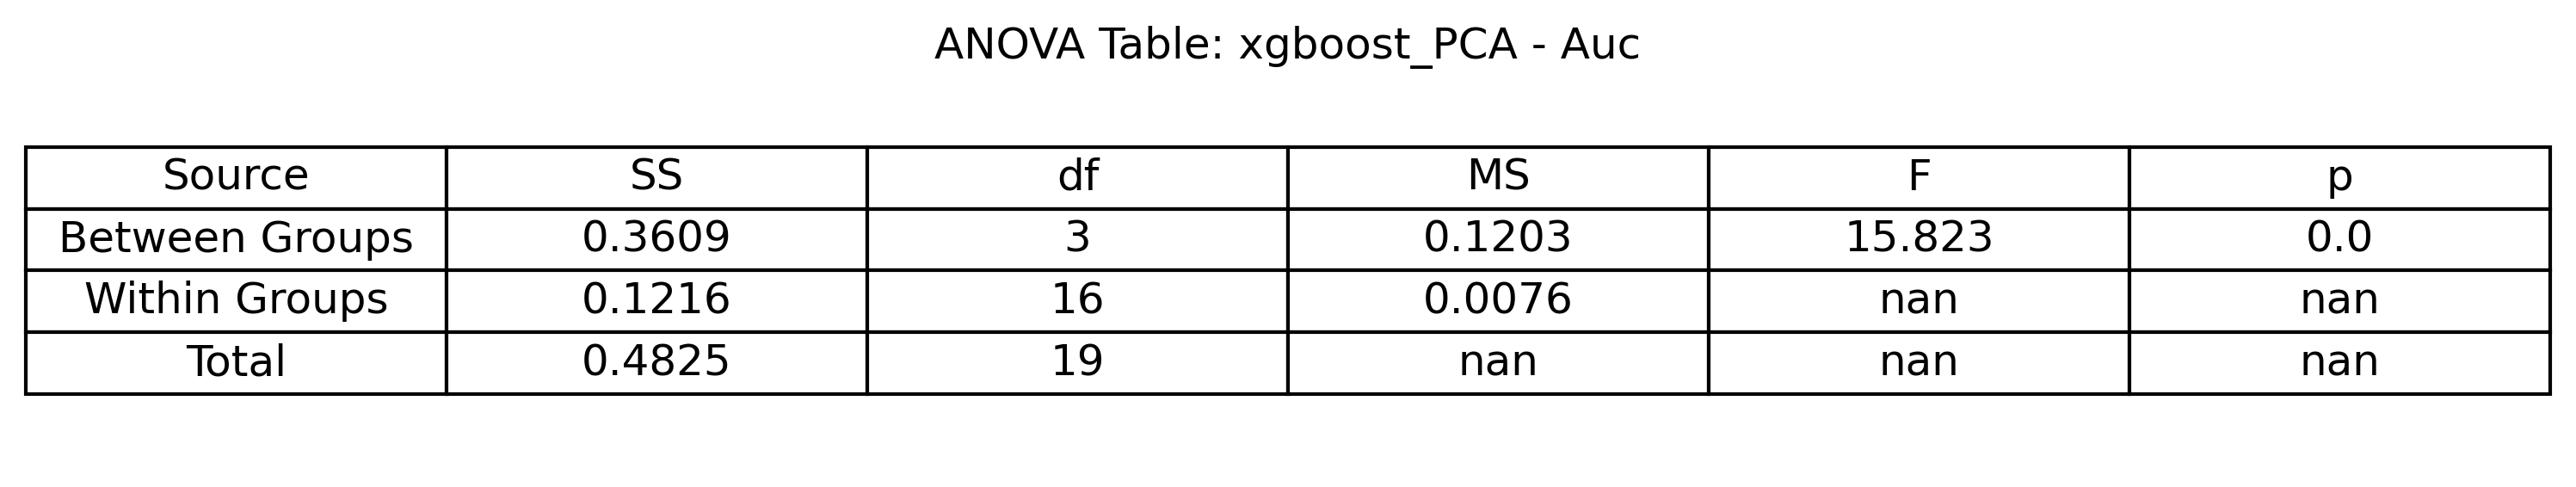 ANOVA Table: xgboost_PCA - Auc
Source SS df MS F p
Between Groups 0.3609 3 0.1203 15.823 0.0
Within Groups 0.1216 16 0.0076 nan nan
Total 0.4825 19 nan nan nan